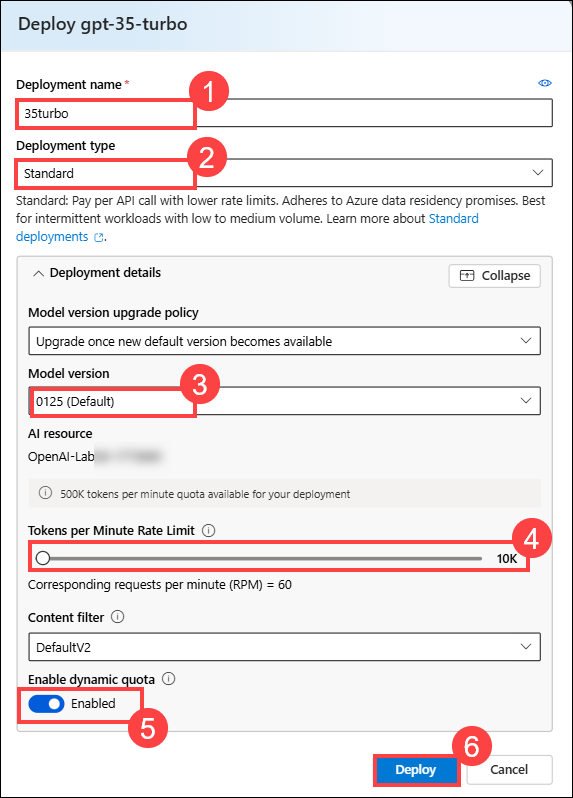 Deploy gpt-35-turbo
Deployment name *
1
35turbo
Deployment type
2
Standard
Standard: Pay per API call with lower rate limits. Adheres to Azure data residency promises. Best
for intermittent workloads with low to medium volume. Learn more about Standard
deployments.
Deployment details
Collapse
Model version upgrade policy
Upgrade once new default version becomes available
Model version
3
0125 (Default)
AI resource
OpenAI-Lab
500K tokens per minute quota available for your deployment
Tokens per Minute Rate Limit
4
10K
Corresponding requests per minute (RPM) = 60
Content filter
DefaultV2
Enable dynamic quota
Enabled
5
6
Deploy
Cancel